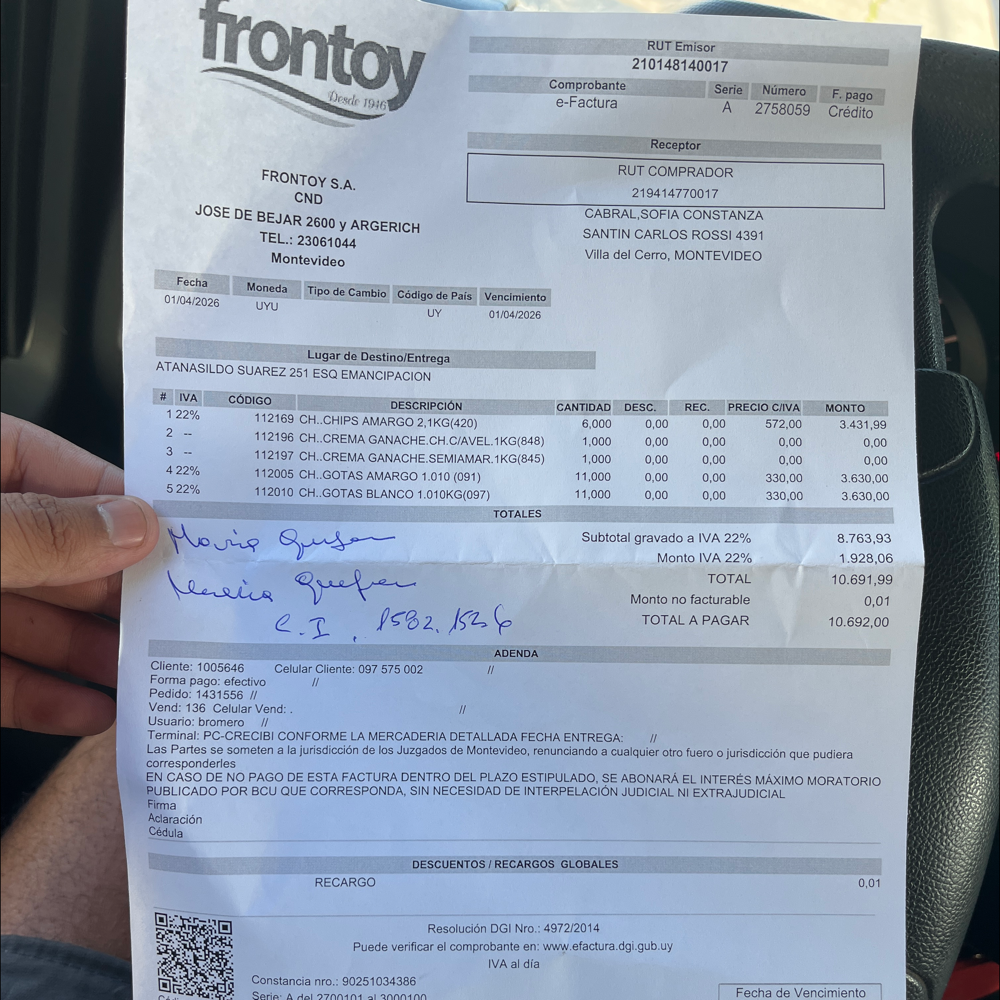 frontoy
Desde 1946
RUT Emisor
210148140017
Comprobante Serie Número F. pago
e-Factura A 2758059 Crédito
Receptor
RUT COMPRADOR
219414770017
CABRAL,SOFIA CONSTANZA
SANTIN CARLOS ROSSI 4391
Villa del Cerro, MONTEVIDEO
FRONTOY S.A.
CND
JOSE DE BEJAR 2600 y ARGERICH
TEL.: 23061044
Montevideo
Fecha Moneda Tipo de Cambio Código de País Vencimiento
01/04/2026 UYU UY 01/04/2026
Lugar de Destino/Entrega
ATANASILDO SUAREZ 251 ESQ EMANCIPACION
# IVA CÓDIGO DESCRIPCIÓN CANTIDAD DESC. REC. PRECIO C/IVA MONTO
1 22% 112169 CH..CHIPS AMARGO 2,1KG(420) 6,000 0,00 0,00 572,00 3.431,99
2 -- 112196 CH..CREMA GANACHE.CH.C/AVEL.1KG(848) 1,000 0,00 0,00 0,00 0,00
3 -- 112197 CH..CREMA GANACHE.SEMIAMAR.1KG(845) 1,000 0,00 0,00 0,00 0,00
4 22% 112005 CH..GOTAS AMARGO 1.010 (091) 11,000 0,00 0,00 330,00 3.630,00
5 22% 112010 CH..GOTAS BLANCO 1.010KG(097) 11,000 0,00 0,00 330,00 3.630,00
TOTALES
Subtotal gravado a IVA 22% 8.763,93
Monto IVA 22% 1.928,06
TOTAL 10.691,99
Monto no facturable 0,01
TOTAL A PAGAR 10.692,00
C.I.
ADENDA
Cliente: 1005646 Celular Cliente: 097 575 002 //
Forma pago: efectivo //
Pedido: 1431556 //
Vend: 136 Celular Vend: . //
Usuario: bromero //
Terminal: PC-CRECIBI CONFORME LA MERCADERIA DETALLADA FECHA ENTREGA: //
Las Partes se someten a la jurisdicción de los Juzgados de Montevideo, renunciando a cualquier otro fuero o jurisdicción que pudiera
corresponderles
EN CASO DE NO PAGO DE ESTA FACTURA DENTRO DEL PLAZO ESTIPULADO, SE ABONARÁ EL INTERÉS MÁXIMO MORATORIO
PUBLICADO POR BCU QUE CORRESPONDA, SIN NECESIDAD DE INTERPELACIÓN JUDICIAL NI EXTRAJUDICIAL
Firma
Aclaración
Cédula
DESCUENTOS / RECARGOS GLOBALES
RECARGO 0,01
Resolución DGI Nro.: 4972/2014
Puede verificar el comprobante en: www.efactura.dgi.gub.uy
IVA al día
Constancia nro.: 90251034386
Serie: A del 2700101 al 3000100
Fecha de Vencimiento